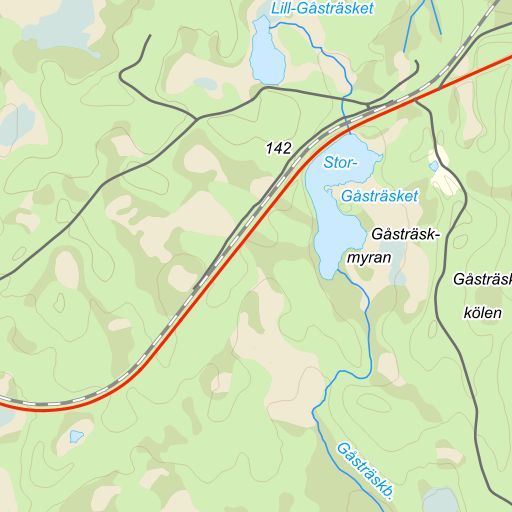 Lill-Gåsträsket
142
Stor-
Gåsträsket
Gåsträsk-
myran
Gåsträsk
kölen
Gåsträskb.